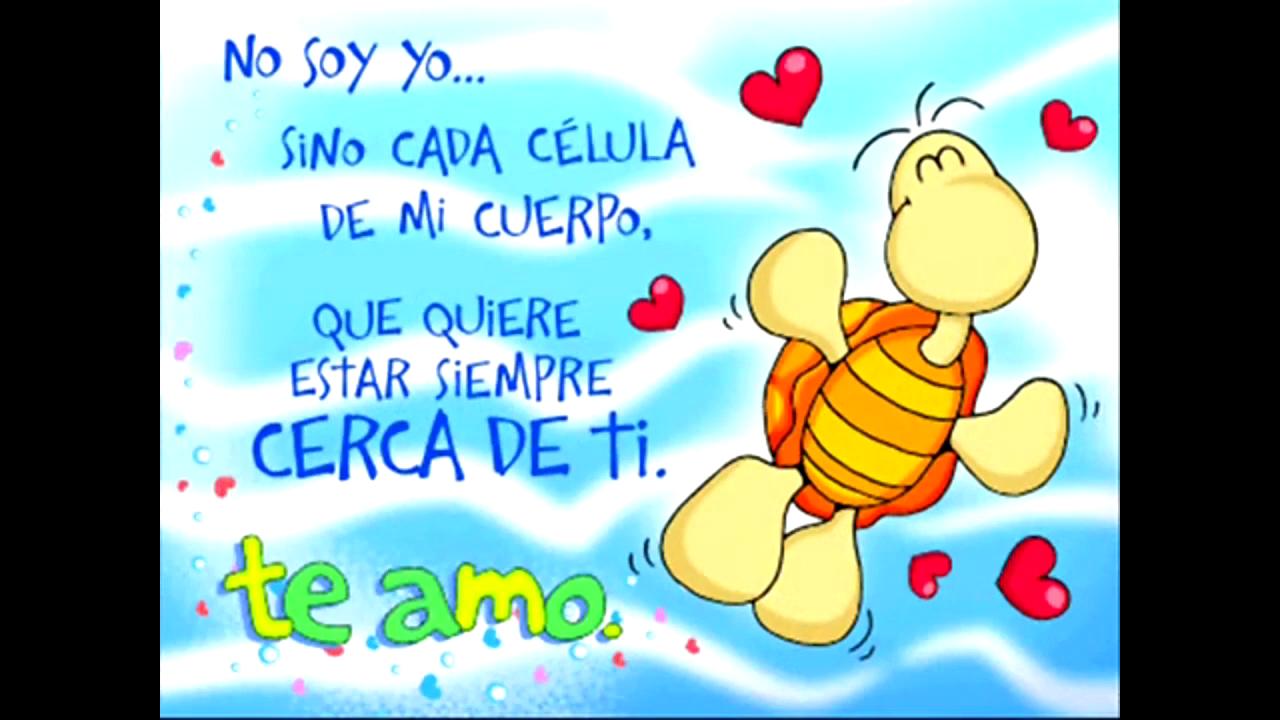 No soy yo...
SiNo CADA CÉLULA
DE Mi CUERPo,
QUE QUiERE
ESTAR SiEMPRE
CERCA DE Ti.
te amo.